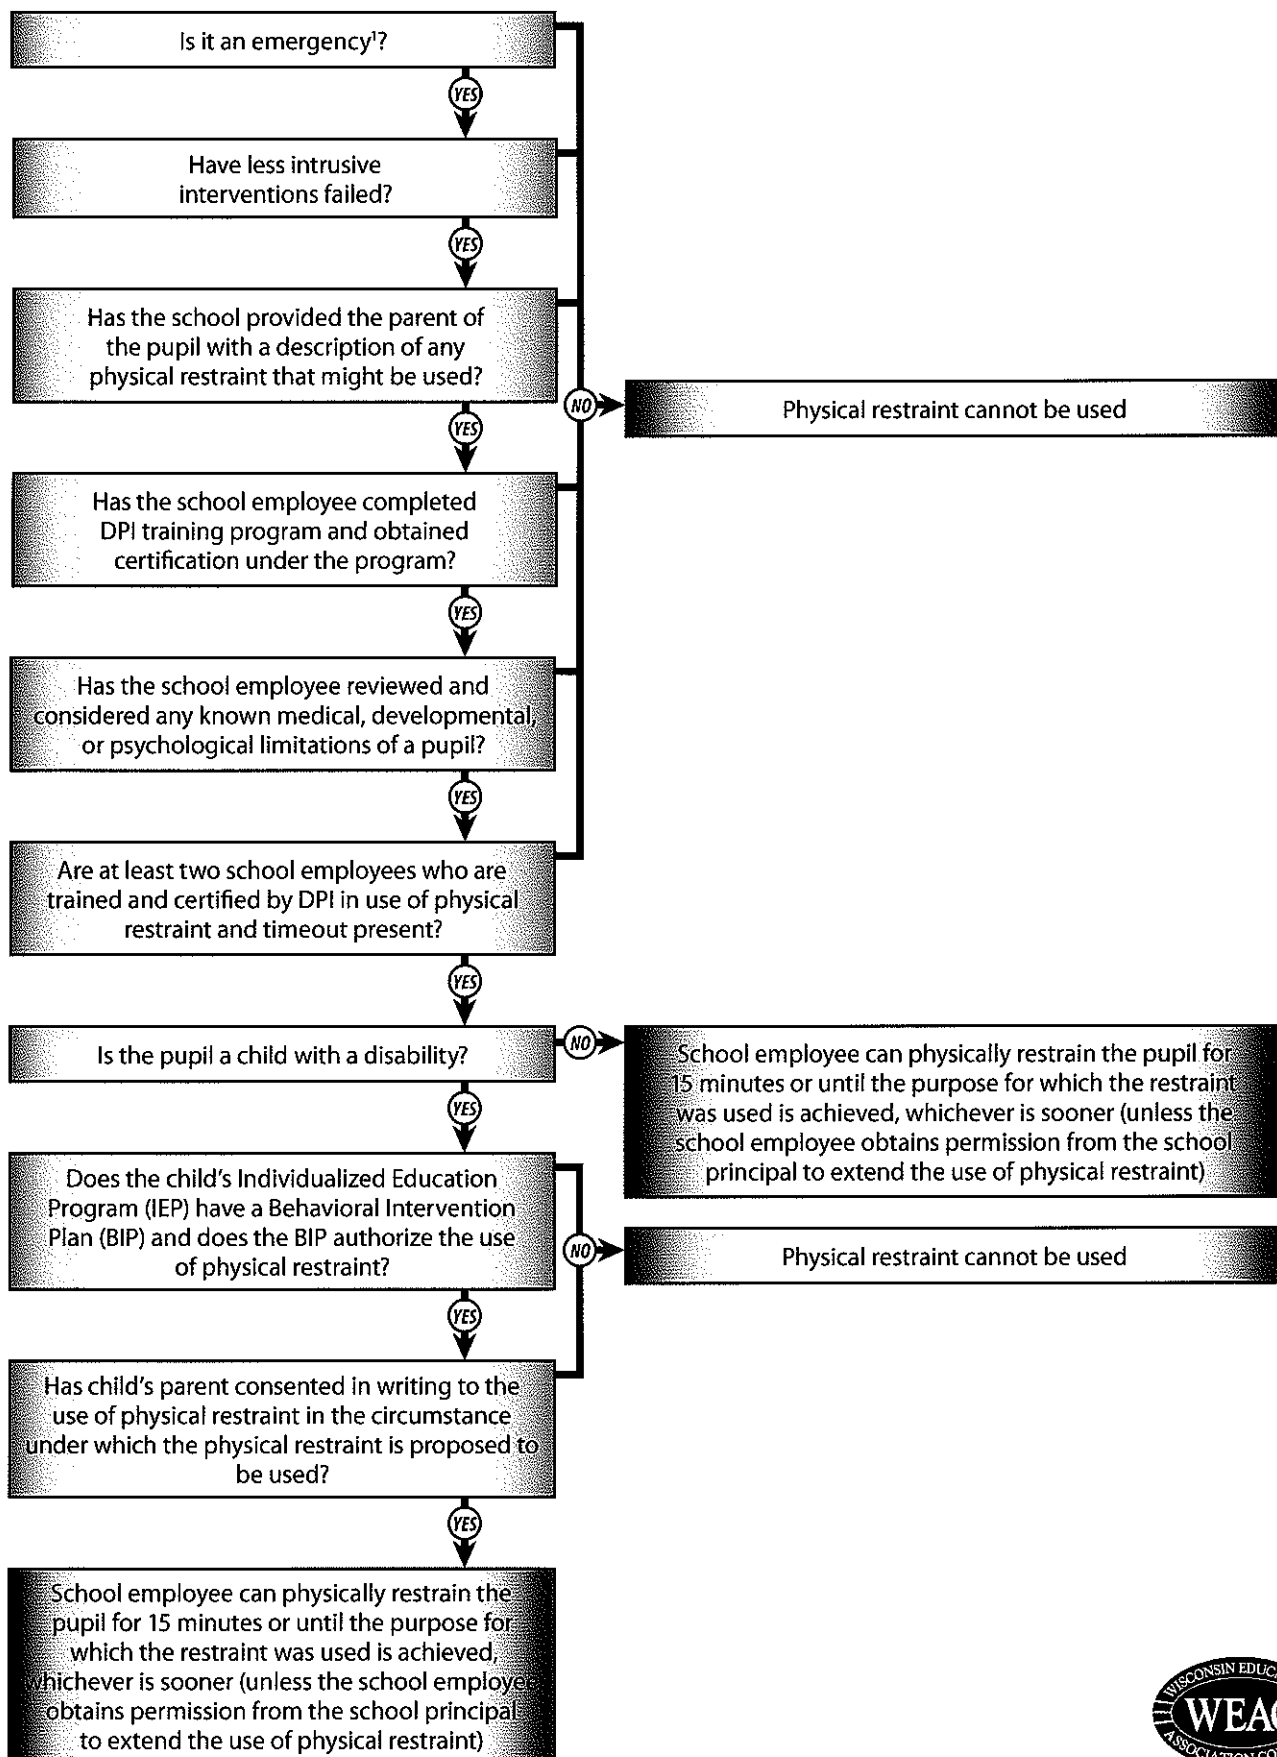 Is it an emergency¹?
YES
Have less intrusive
interventions failed?
YES
Has the school provided the parent of
the pupil with a description of any
physical restraint that might be used?
NO
Physical restraint cannot be used
YES
Has the school employee completed
DPI training program and obtained
certification under the program?
YES
Has the school employee reviewed and
considered any known medical, developmental,
or psychological limitations of a pupil?
YES
Are at least two school employees who are
trained and certified by DPI in use of physical
restraint and timeout present?
YES
Is the pupil a child with a disability?
NO
School employee can physically restrain the pupil for
15 minutes or until the purpose for which the restraint
was used is achieved, whichever is sooner (unless the
school employee obtains permission from the school
principal to extend the use of physical restraint)
YES
Does the child's Individualized Education
Program (IEP) have a Behavioral Intervention
Plan (BIP) and does the BIP authorize the use
of physical restraint?
NO
Physical restraint cannot be used
YES
Has child's parent consented in writing to the
use of physical restraint in the circumstance
under which the physical restraint is proposed to
be used?
YES
School employee can physically restrain the
pupil for 15 minutes or until the purpose for
which the restraint was used is achieved,
whichever is sooner (unless the school employee
obtains permission from the school principal
to extend the use of physical restraint)
WISCONSIN
WEAC
ASSOCIATION